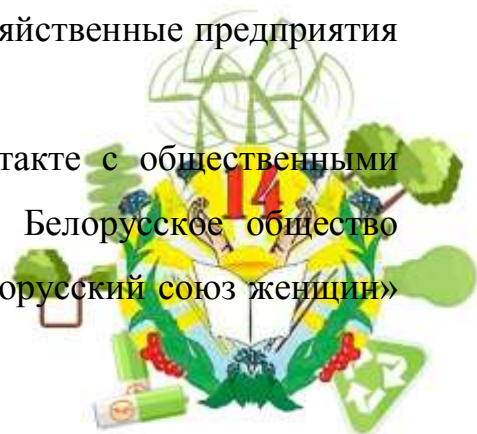 яйственные предприятия
такте с общественными
14
Белорусское общество
орусский союз женщин»